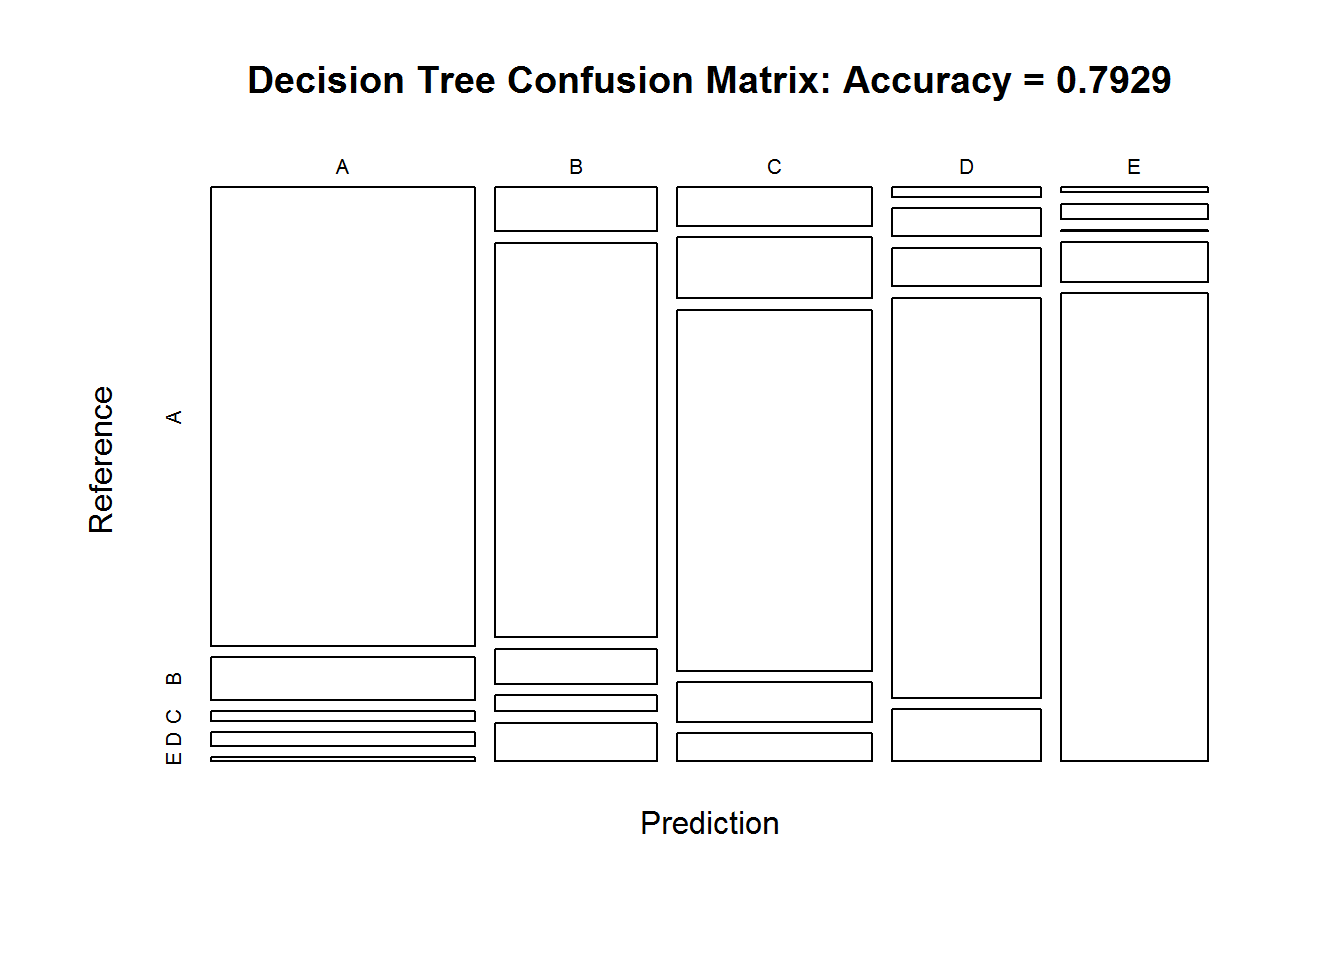 Decision Tree Confusion Matrix: Accuracy = 0.7929
A B C D E
Reference
A
B
C
D
E
Prediction